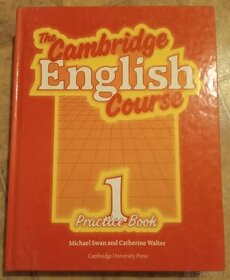 The
Cambridge
English
Course
1
Practice Book
Michael Swan and Catherine Walter
Cambridge University Press